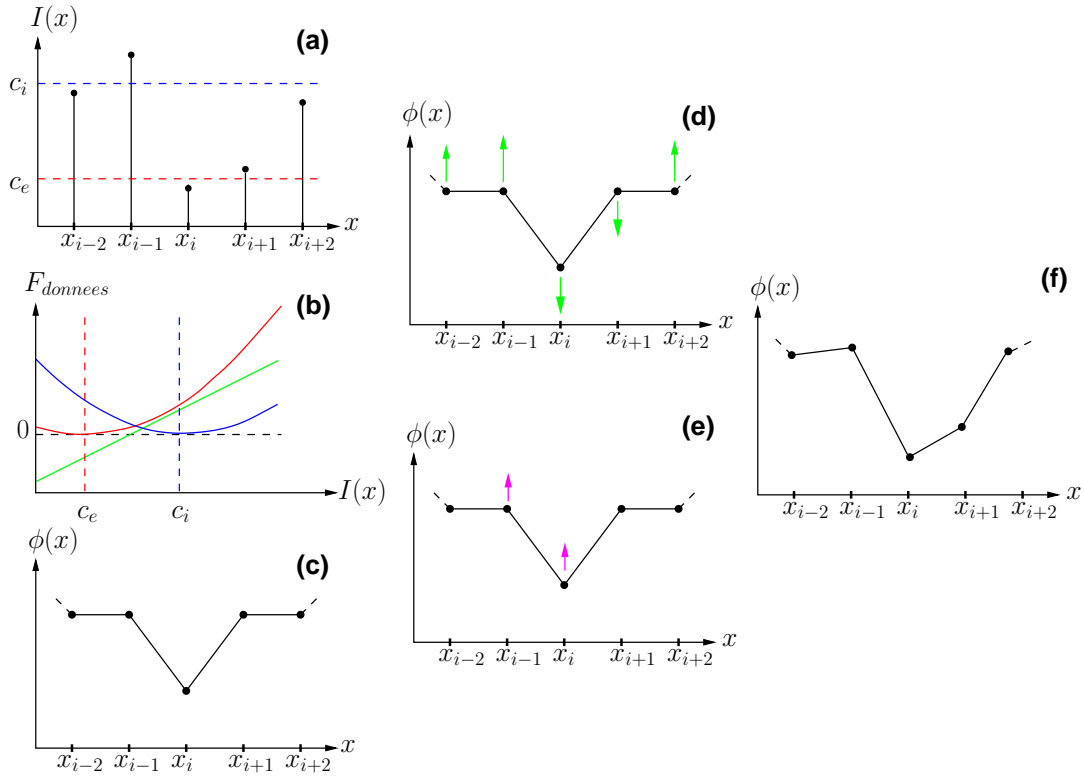 I(x)
(a)
c_i
c_e
x_{i−2} x_{i−1} x_i x_{i+1} x_{i+2} x
F_{donnees}
(b)
0
c_e c_i I(x)
ϕ(x)
(c)
x_{i−2} x_{i−1} x_i x_{i+1} x_{i+2} x
ϕ(x)
(d)
x_{i−2} x_{i−1} x_i x_{i+1} x_{i+2} x
ϕ(x)
(e)
x_{i−2} x_{i−1} x_i x_{i+1} x_{i+2} x
ϕ(x)
(f)
x_{i−2} x_{i−1} x_i x_{i+1} x_{i+2} x